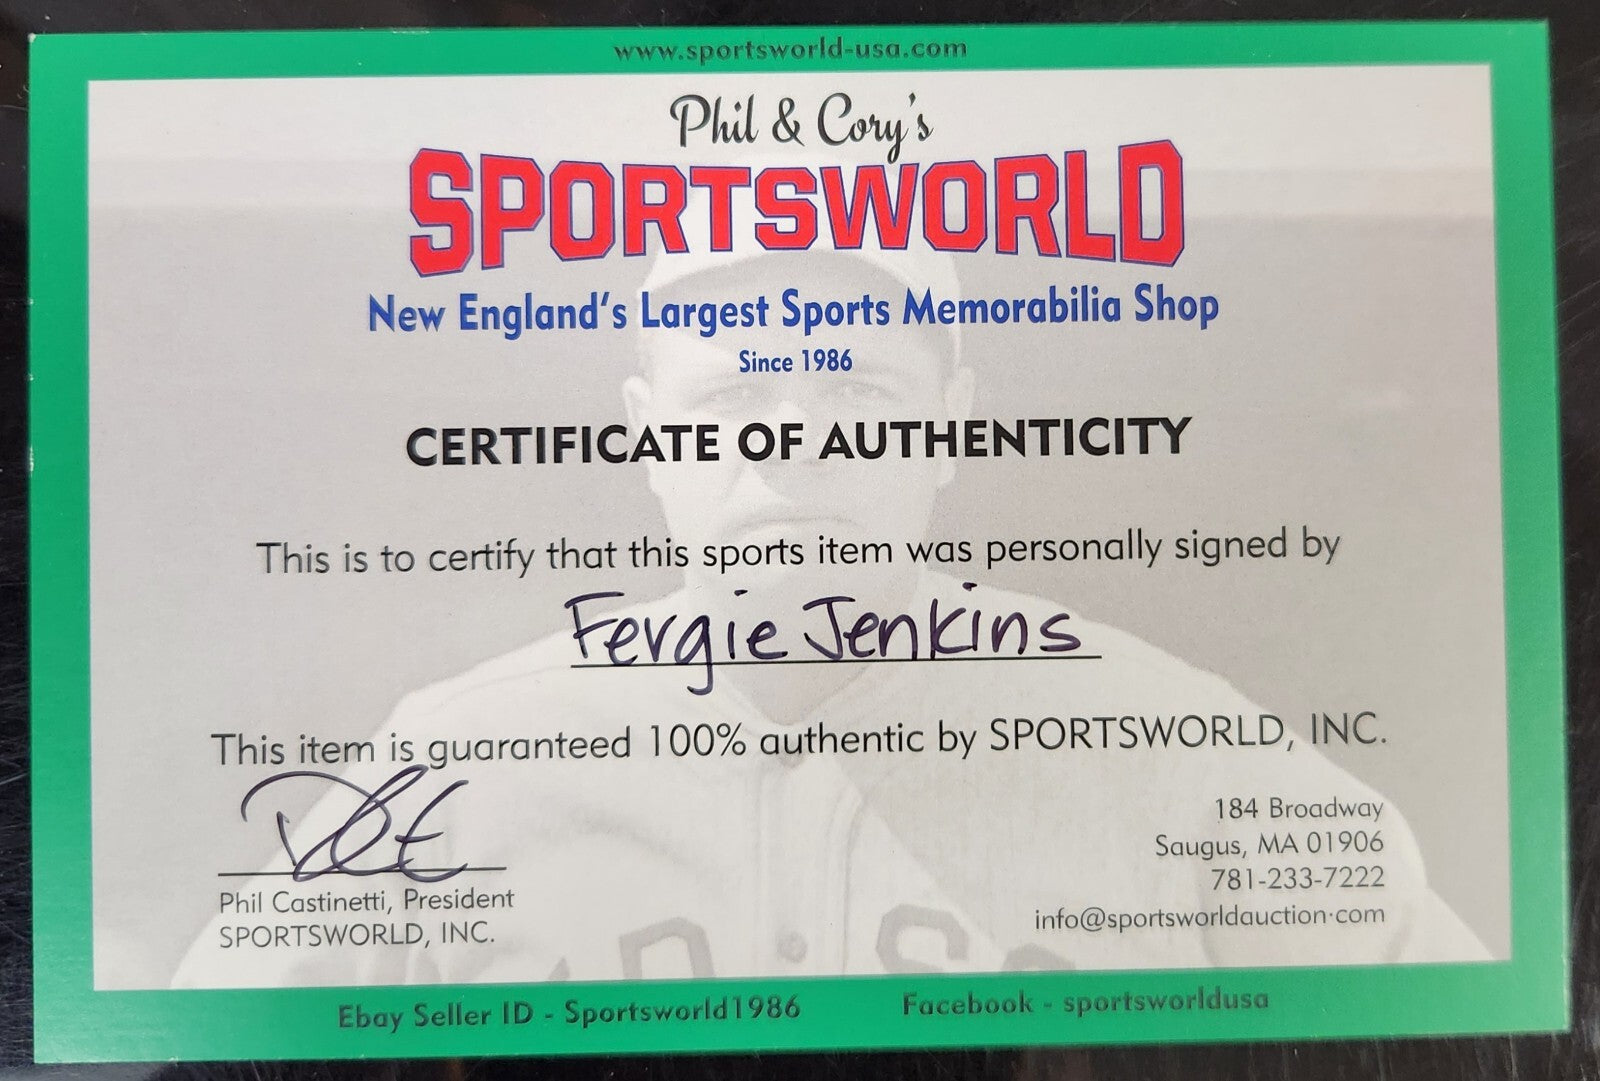 www.sportsworld-usa.com
Phil & Cory's
SPORTSWORLD
New England's Largest Sports Memorabilia Shop
Since 1986
CERTIFICATE OF AUTHENTICITY
This is to certify that this sports item was personally signed by
Fergie Jenkins
This item is guaranteed 100% authentic by SPORTSWORLD, INC.
Phil Castinetti, President
SPORTSWORLD, INC.
184 Broadway
Saugus, MA 01906
781-233-7222
info@sportsworldauction·com
Ebay Seller ID - Sportsworld1986
Facebook - sportsworldusa